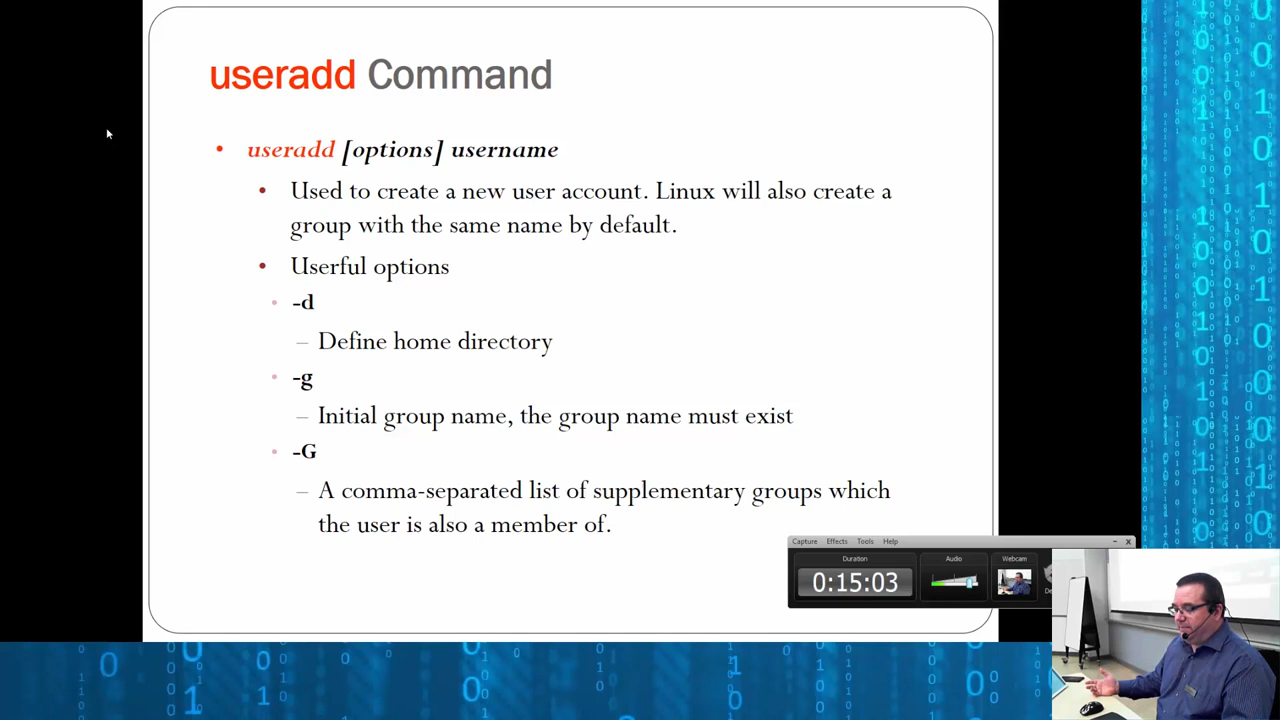 useradd Command
• useradd [options] username
• Used to create a new user account. Linux will also create a
group with the same name by default.
• Userful options
• -d
– Define home directory
• -g
– Initial group name, the group name must exist
• -G
– A comma-separated list of supplementary groups which
the user is also a member of.
Capture Effects Tools Help
Duration Audio Webcam
0:15:03